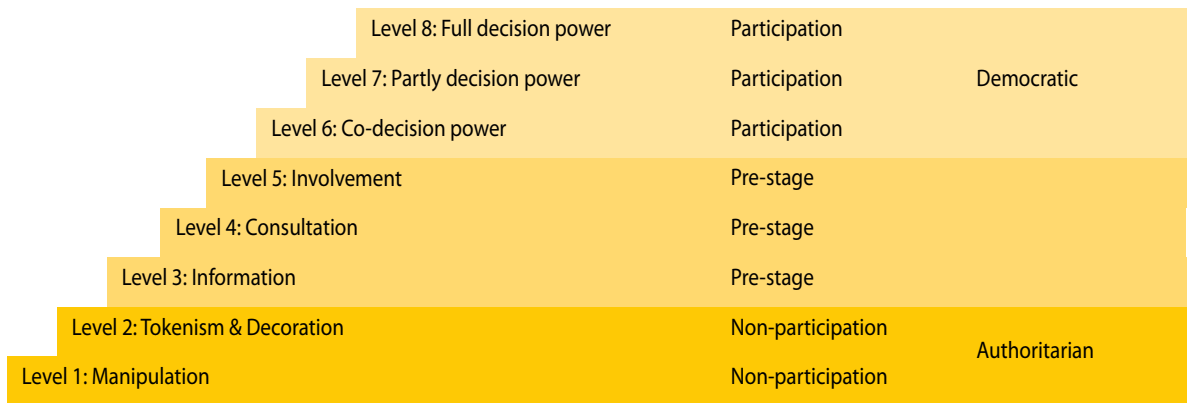 Level 8: Full decision power Participation
Level 7: Partly decision power Participation Democratic
Level 6: Co-decision power Participation
Level 5: Involvement Pre-stage
Level 4: Consultation Pre-stage
Level 3: Information Pre-stage
Level 2: Tokenism & Decoration Non-participation
Authoritarian
Level 1: Manipulation Non-participation